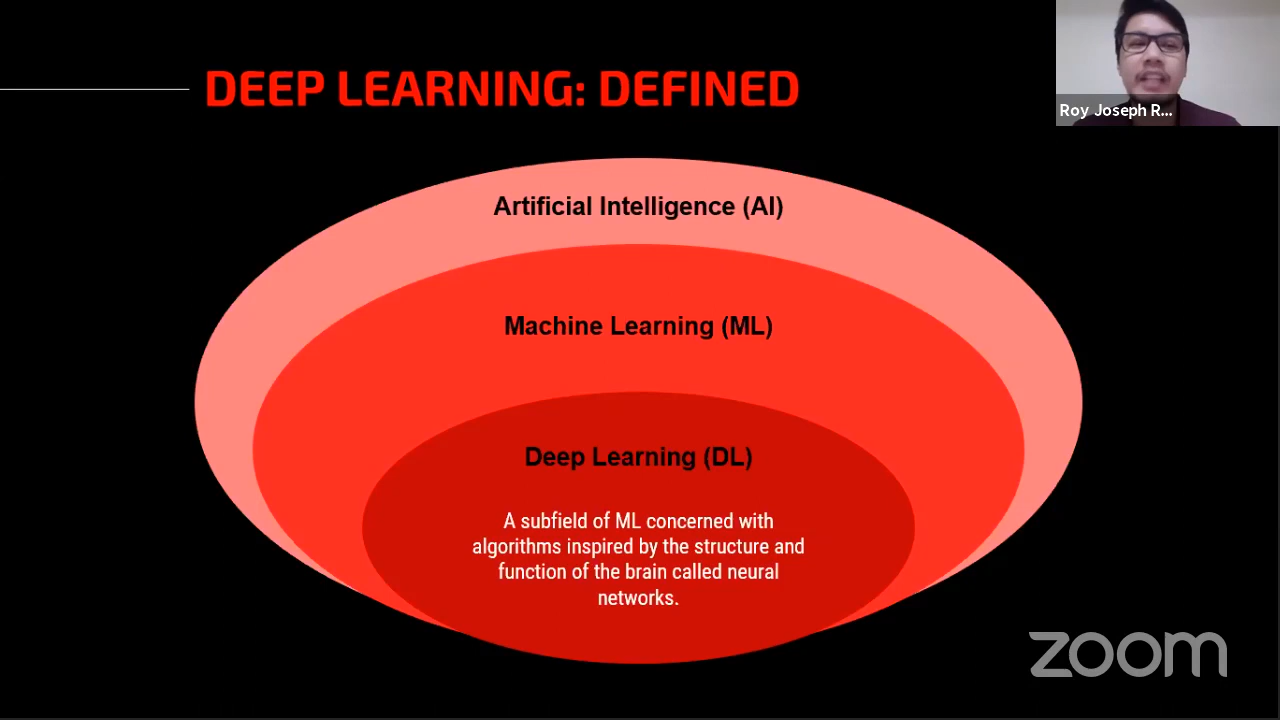 DEEP LEARNING: DEFINED
Roy Joseph R...
Artificial Intelligence (AI)
Machine Learning (ML)
Deep Learning (DL)
A subfield of ML concerned with
algorithms inspired by the structure and
function of the brain called neural
networks.
zoom